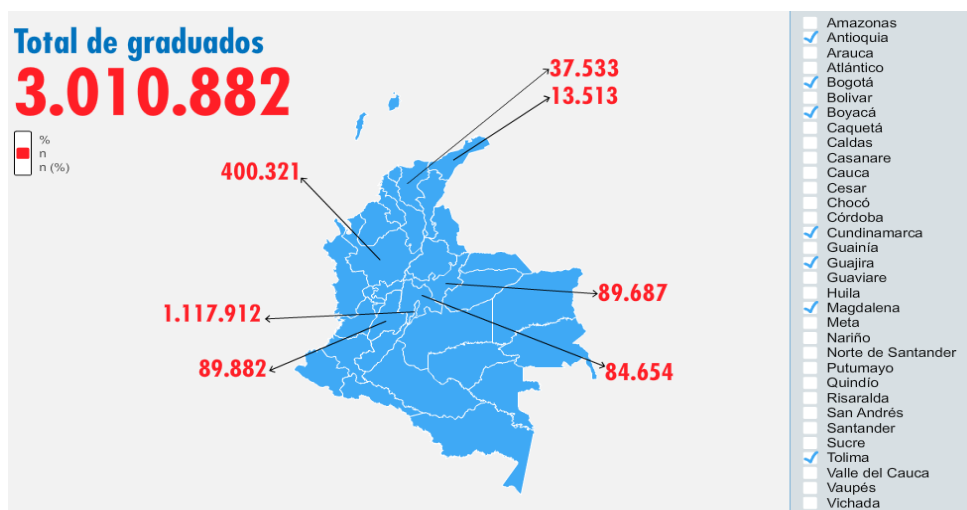 Total de graduados
3.010.882
%
n
n (%)
37.533
13.513
400.321
89.687
1.117.912
89.882
84.654
Amazonas
Antioquia
Arauca
Atlántico
Bogotá
Bolivar
Boyacá
Caquetá
Caldas
Casanare
Cauca
Cesar
Chocó
Córdoba
Cundinamarca
Guainía
Guajira
Guaviare
Huila
Magdalena
Meta
Nariño
Norte de Santander
Putumayo
Quindío
Risaralda
San Andrés
Santander
Sucre
Tolima
Valle del Cauca
Vaupés
Vichada